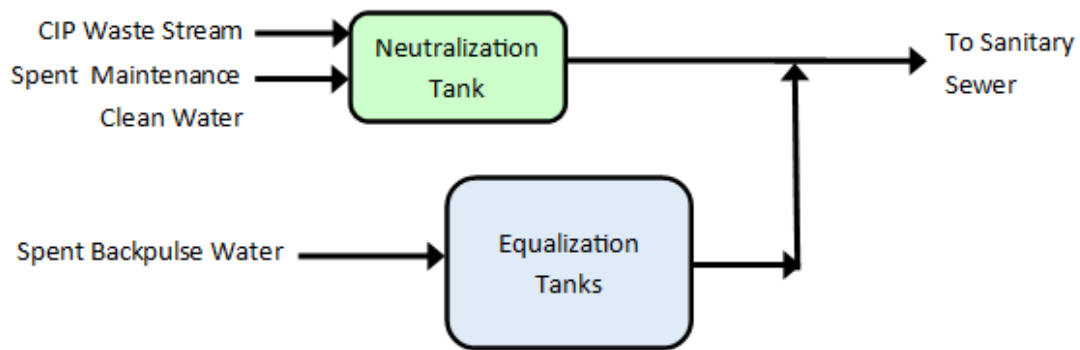 CIP Waste Stream
Spent Maintenance
Clean Water
Neutralization
Tank
To Sanitary
Sewer
Spent Backpulse Water
Equalization
Tanks